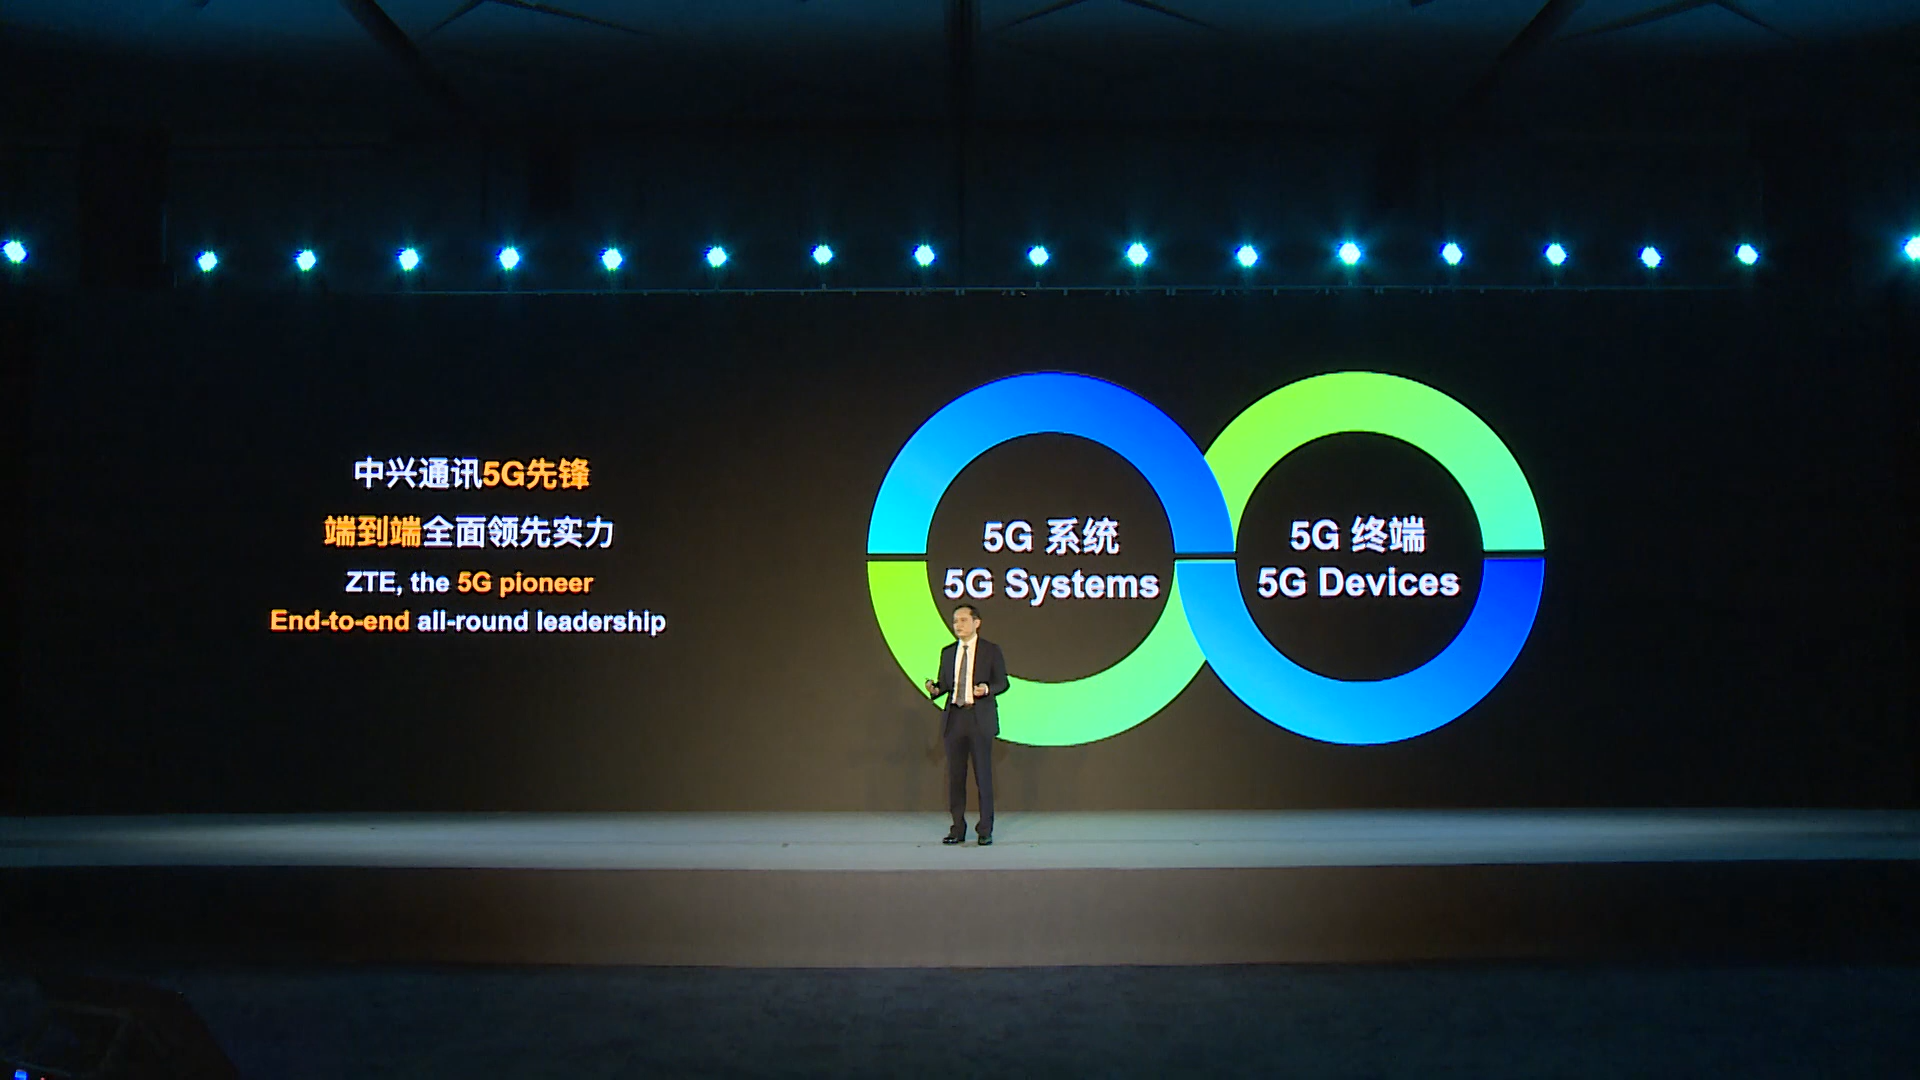 中兴通讯5G先锋
端到端全面领先实力
ZTE, the 5G pioneer
End-to-end all-round leadership
5G 系统
5G Systems
5G 终端
5G Devices